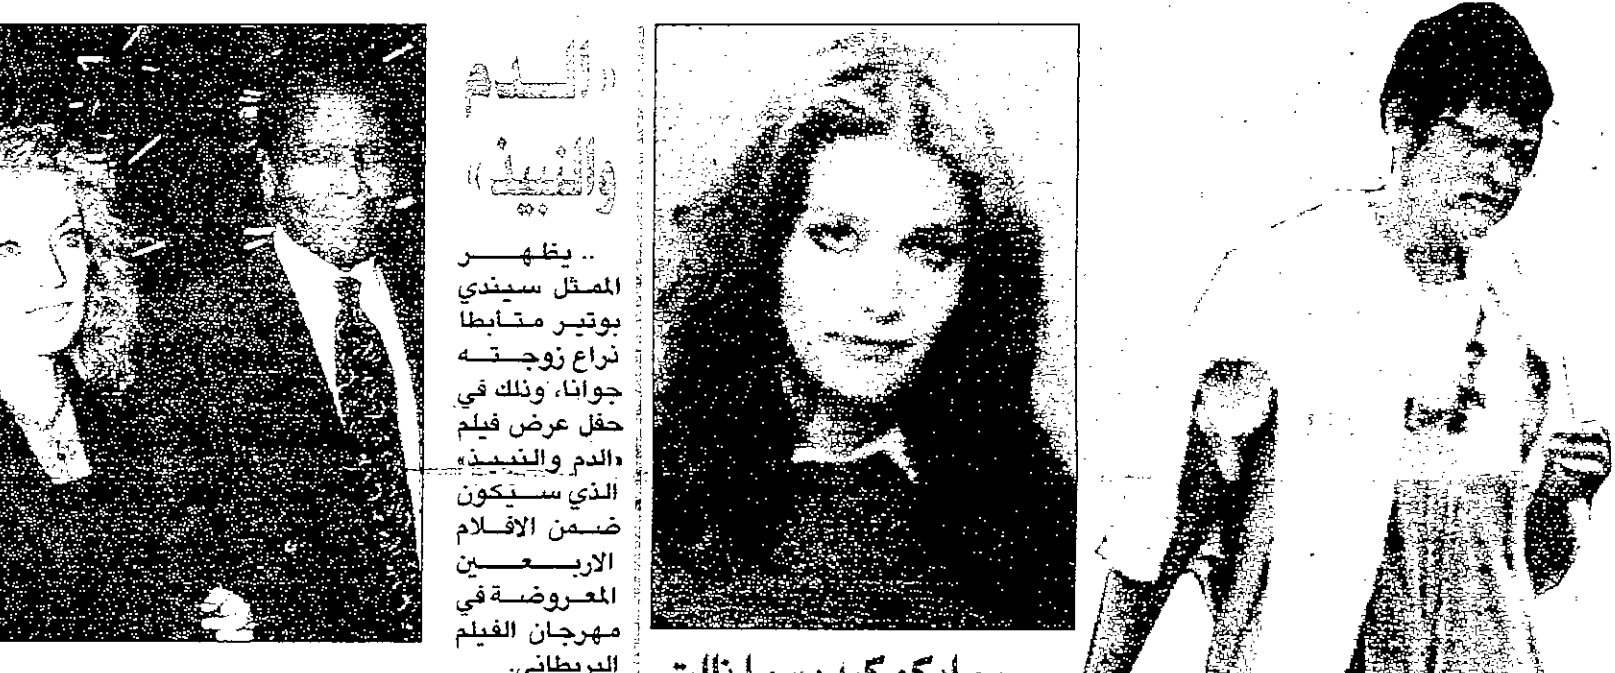 «الدم
والنبيذ»
.. يظهر
الممثل سيندي
بوتير متأبطا
ذراع زوجته
جوانا، وذلك في
حفل عرض فيلم
«الدم والنبيذ»
الذي سيكون
ضمن الافلام
الاربعين
المعروضة في
مهرجان الفيلم
البريطاني.